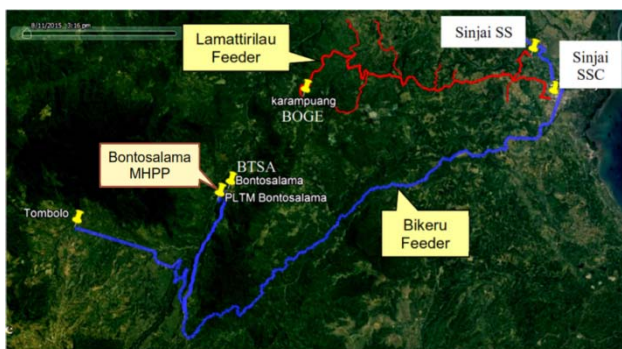 8/11/2015 3:16 pm
Sinjai SS
Lamattirilau
Feeder
Sinjai
SSC
karampuang
BOGE
Bontosalama
MHPP
BTSA
Bontosalama
PLTM Bontosalama
Tombolo
Bikeru
Feeder